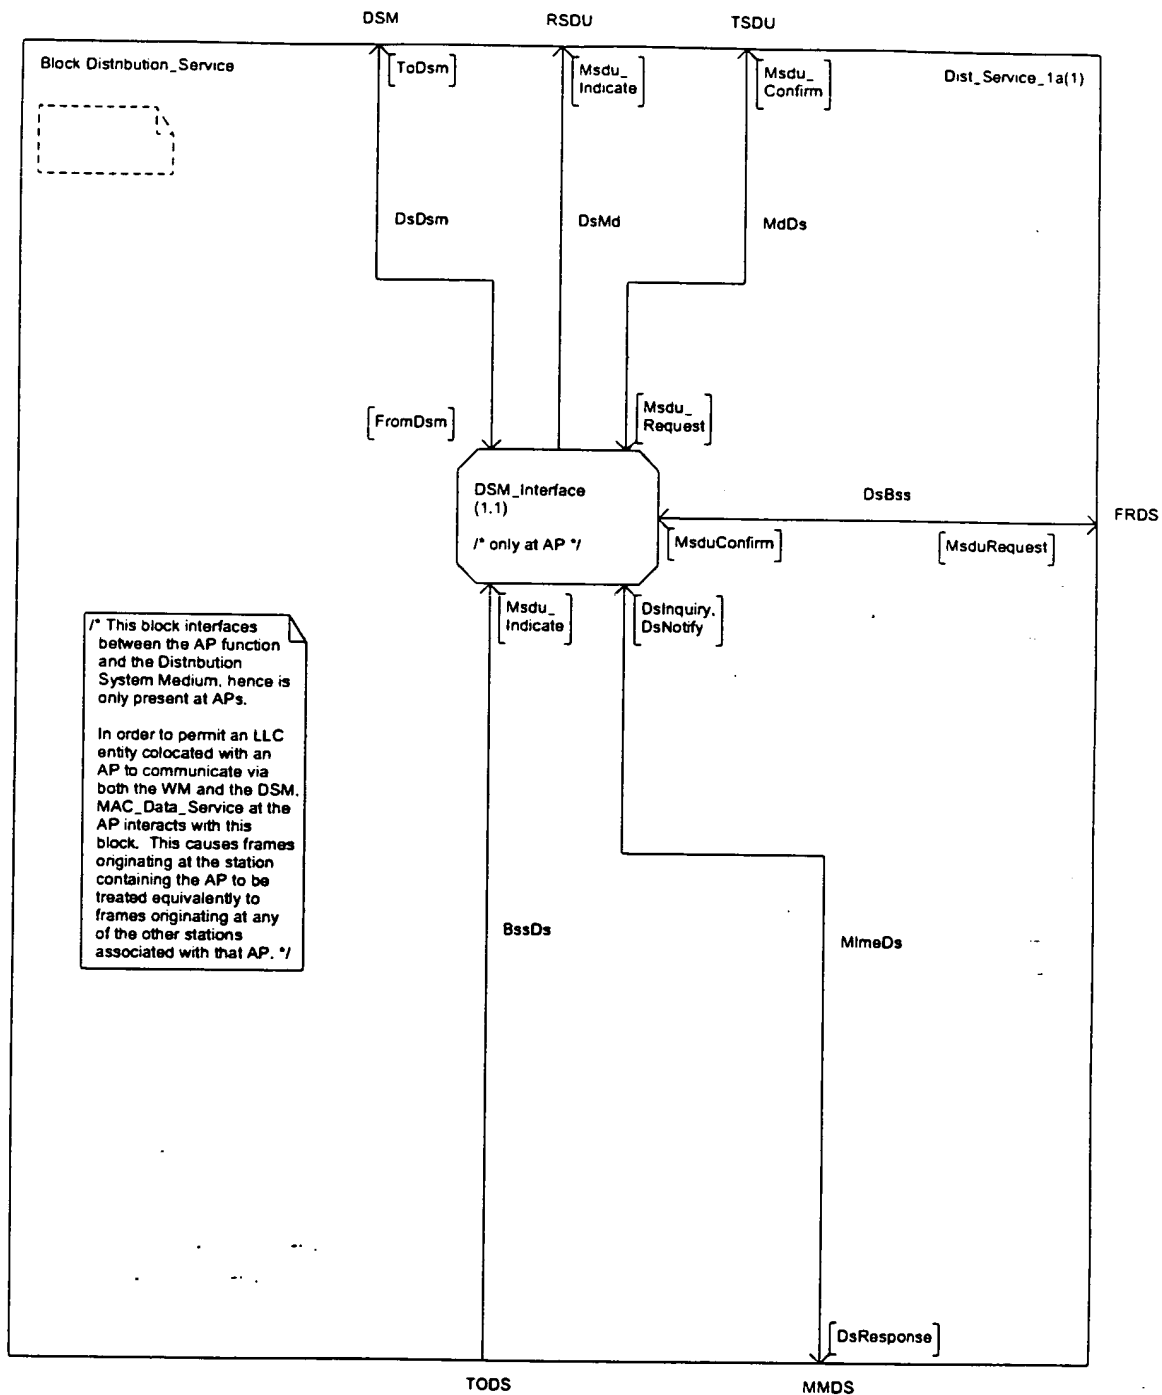 DSM
RSDU
TSDU
Block Distribution_Service
ToDsm
Msdu_
Indicate
Msdu_
Confirm
Dist_Service_1a(1)
DsDsm
DsMd
MdDs
FromDsm
Msdu_
Request
DSM_Interface
(1.1)
/* only at AP */
DsBss
FRDS
MsduConfirm
MsduRequest
Msdu_
Indicate
DsInquiry,
DsNotify
/* This block interfaces
between the AP function
and the Distribution
System Medium, hence is
only present at APs.
In order to permit an LLC
entity colocated with an
AP to communicate via
both the WM and the DSM,
MAC_Data_Service at the
AP interacts with this
block. This causes frames
originating at the station
containing the AP to be
treated equivalently to
frames originating at any
of the other stations
associated with that AP. */
BssDs
MlmeDs
DsResponse
TODS
MMDS